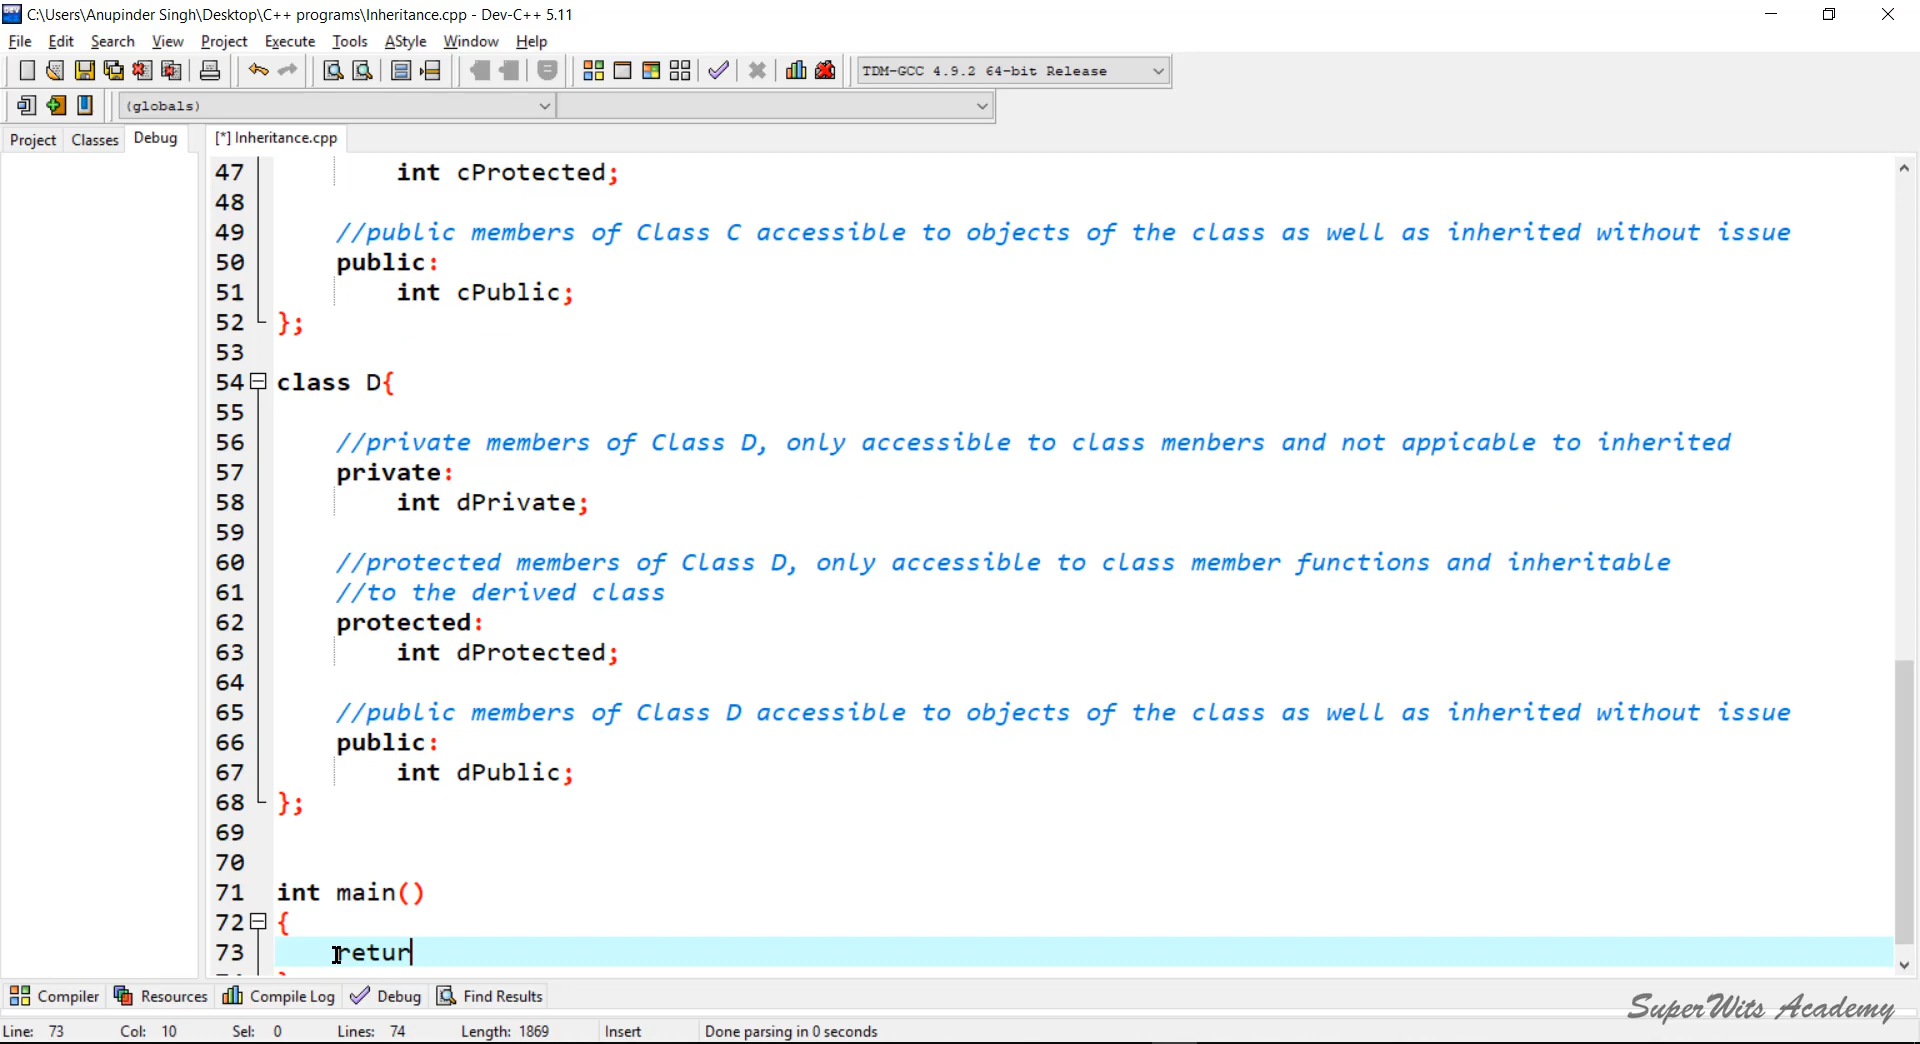 C:\Users\Anupinder Singh\Desktop\C++ programs\Inheritance.cpp - Dev-C++ 5.11
File Edit Search View Project Execute Tools AStyle Window Help
TDM-GCC 4.9.2 64-bit Release
(globals)
Project Classes Debug [*] Inheritance.cpp
47 int cProtected;
48
49 //public members of Class C accessible to objects of the class as well as inherited without issue
50 public:
51 int cPublic;
52 };
53
54 class D{
55
56 //private members of Class D, only accessible to class menbers and not appicable to inherited
57 private:
58 int dPrivate;
59
60 //protected members of Class D, only accessible to class member functions and inheritable
61 //to the derived class
62 protected:
63 int dProtected;
64
65 //public members of Class D accessible to objects of the class as well as inherited without issue
66 public:
67 int dPublic;
68 };
69
70
71 int main()
72 {
73 retur
Compiler Resources Compile Log Debug Find Results
SuperWits Academy
Line: 73 Col: 10 Sel: 0 Lines: 74 Length: 1869 Insert Done parsing in 0 seconds